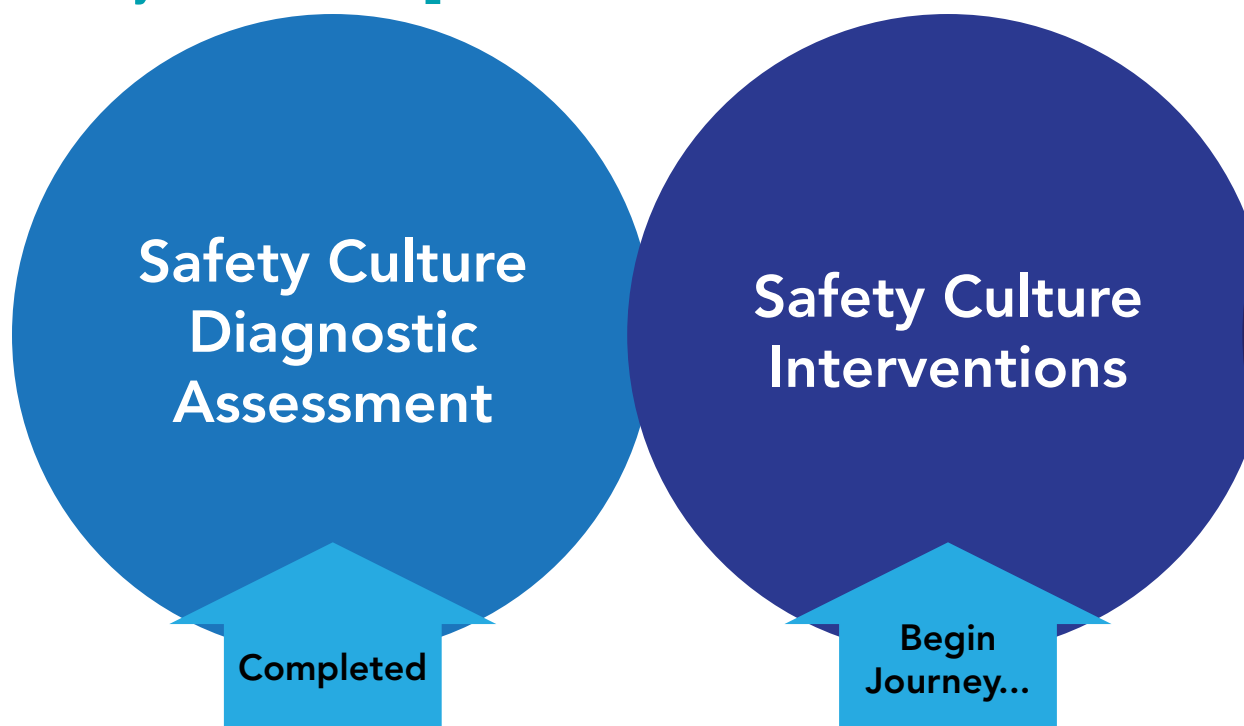 Safety Culture
Diagnostic
Assessment
Safety Culture
Interventions
Completed
Begin
Journey...